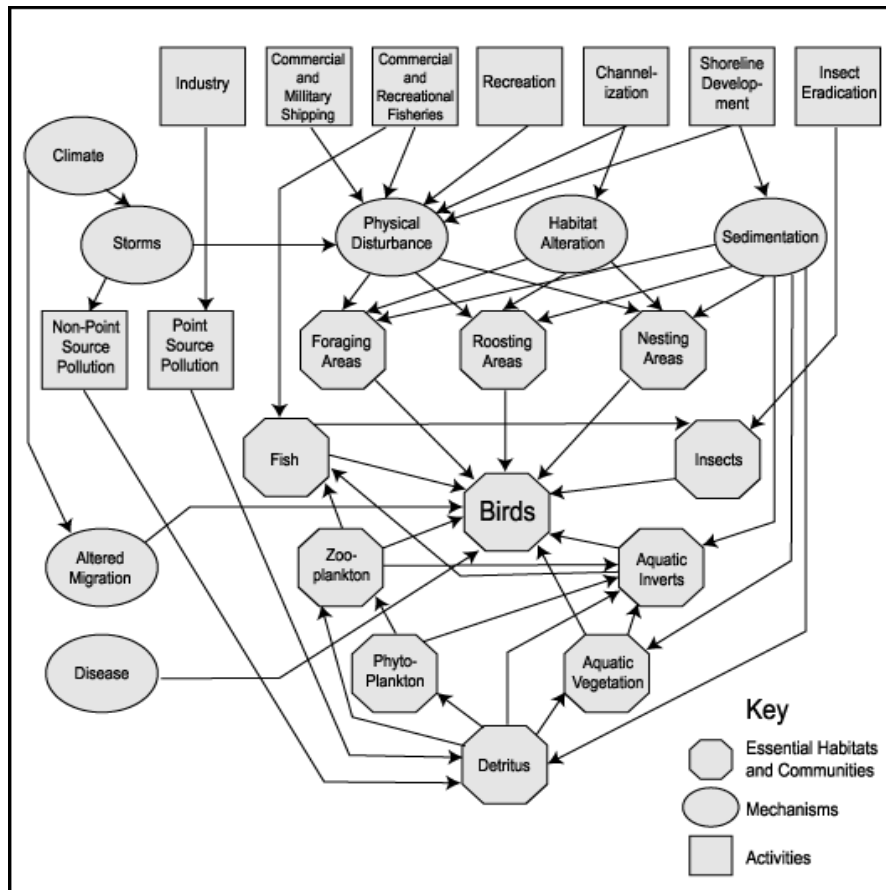 Industry
Commercial
and
Military
Shipping
Commercial
and
Recreational
Fisheries
Recreation
Channel-
ization
Shoreline
Develop-
ment
Insect
Eradication
Climate
Storms
Physical
Disturbance
Habitat
Alteration
Sedimentation
Non-Point
Source
Pollution
Point
Source
Pollution
Foraging
Areas
Roosting
Areas
Nesting
Areas
Fish
Insects
Birds
Altered
Migration
Zoo-
plankton
Aquatic
Inverts
Disease
Phyto-
Plankton
Aquatic
Vegetation
Detritus
Key
Essential Habitats
and Communities
Mechanisms
Activities